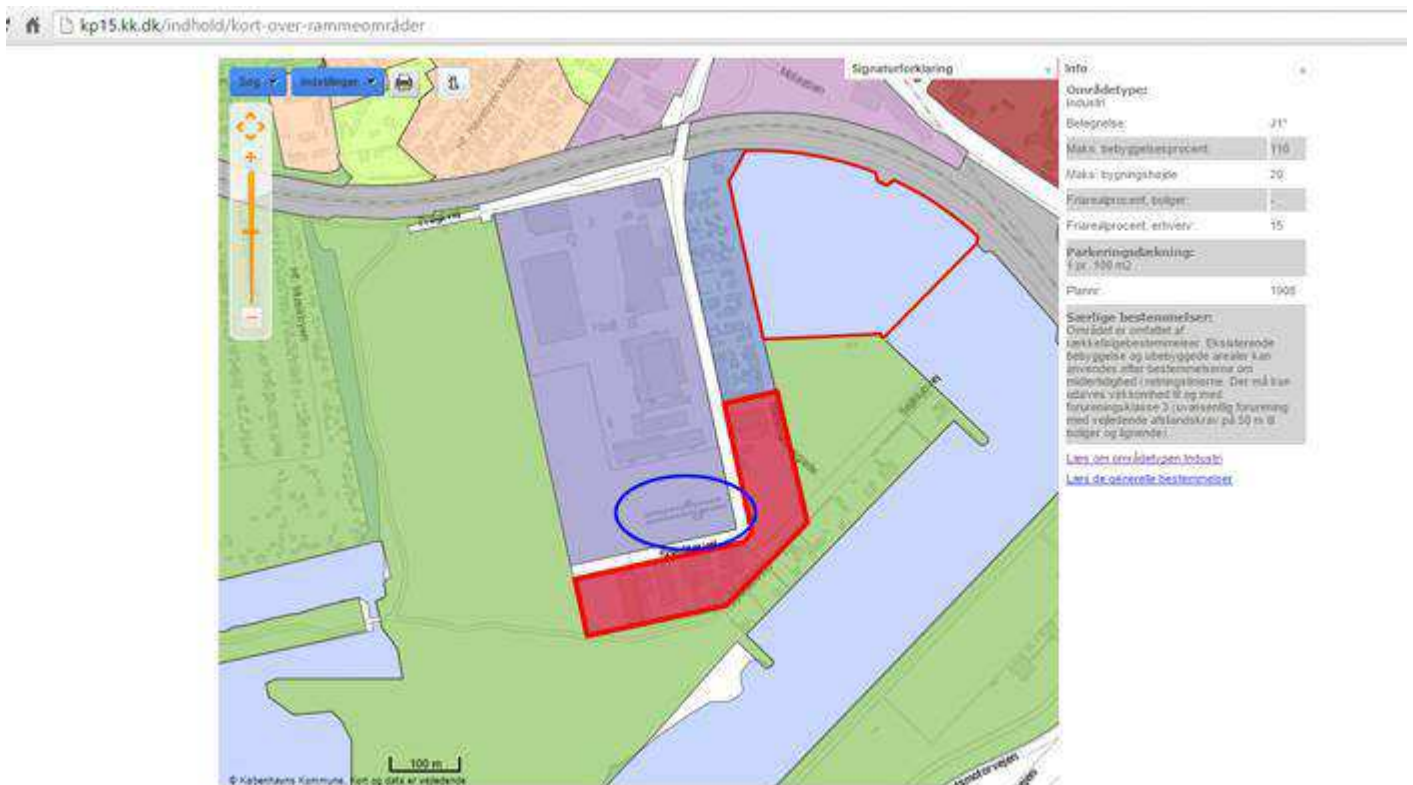 kp15.kk.dk/indhold/kort-over-rammeområder
Søg
Indstillinger
Signaturforklaring
Info
Områdetype:
Industri
Betegnelse: J1*
Maks. bebyggelsesprocent: 110
Maks. bygningshøjde 20
Friarealprocent, boliger: -
Friarealprocent, erhverv: 15
Parkeringsdækning:
1 pr. 100 m2
Plannr. 1908
Særlige bestemmelser:
Området er omfattet af
rækkefølgebestemmelser. Eksisterende
bebyggelse og ubebyggede arealer kan
anvendes efter bestemmelserne om
midlertidighed i retningslinierne. Der må kun
udøves virksomhed til og med
forureningsklasse 3 (uvæsentlig forurening
med vejledende afstandskrav på 50 m til
boliger og lignende)
Læs om områdetypen Industri
Læs de generelle bestemmelser
100 m
© Københavns Kommune. Kort og data er vejledende